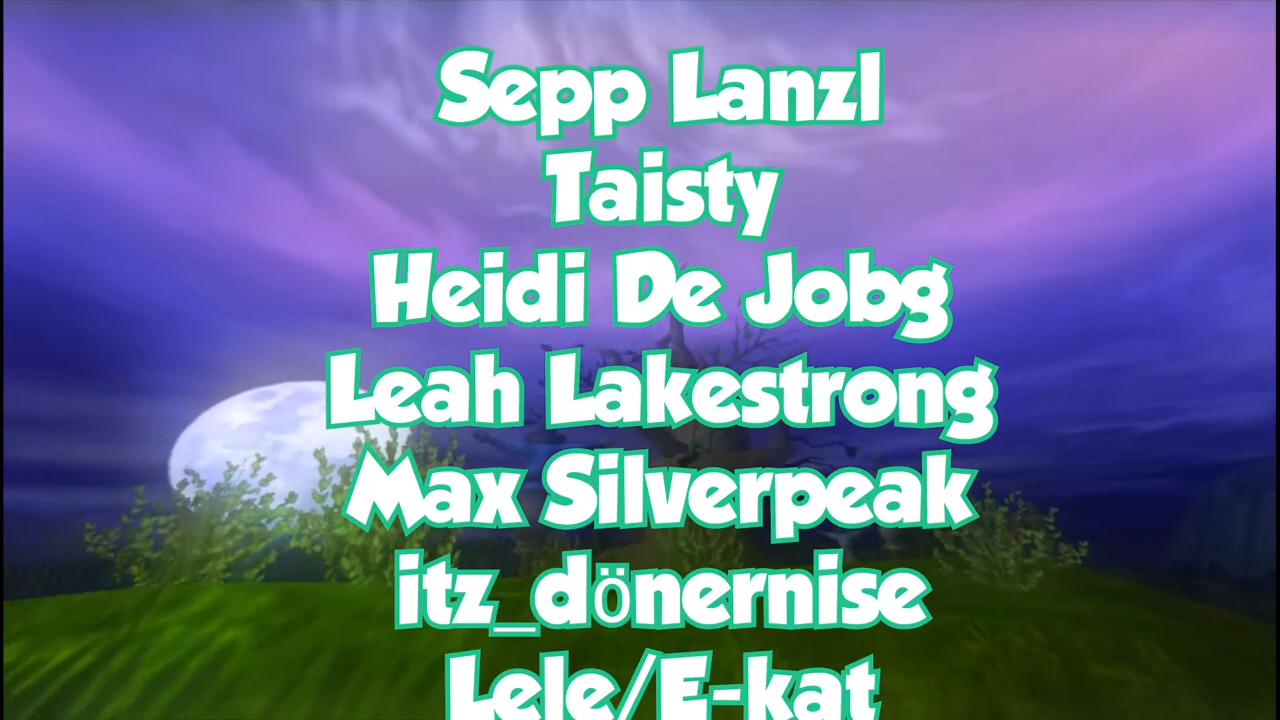 Sepp Lanzl
Taisty
Heidi De Jobg
Leah Lakestrong
Max Silverpeak
itz_dönernise
Lele/E-kat